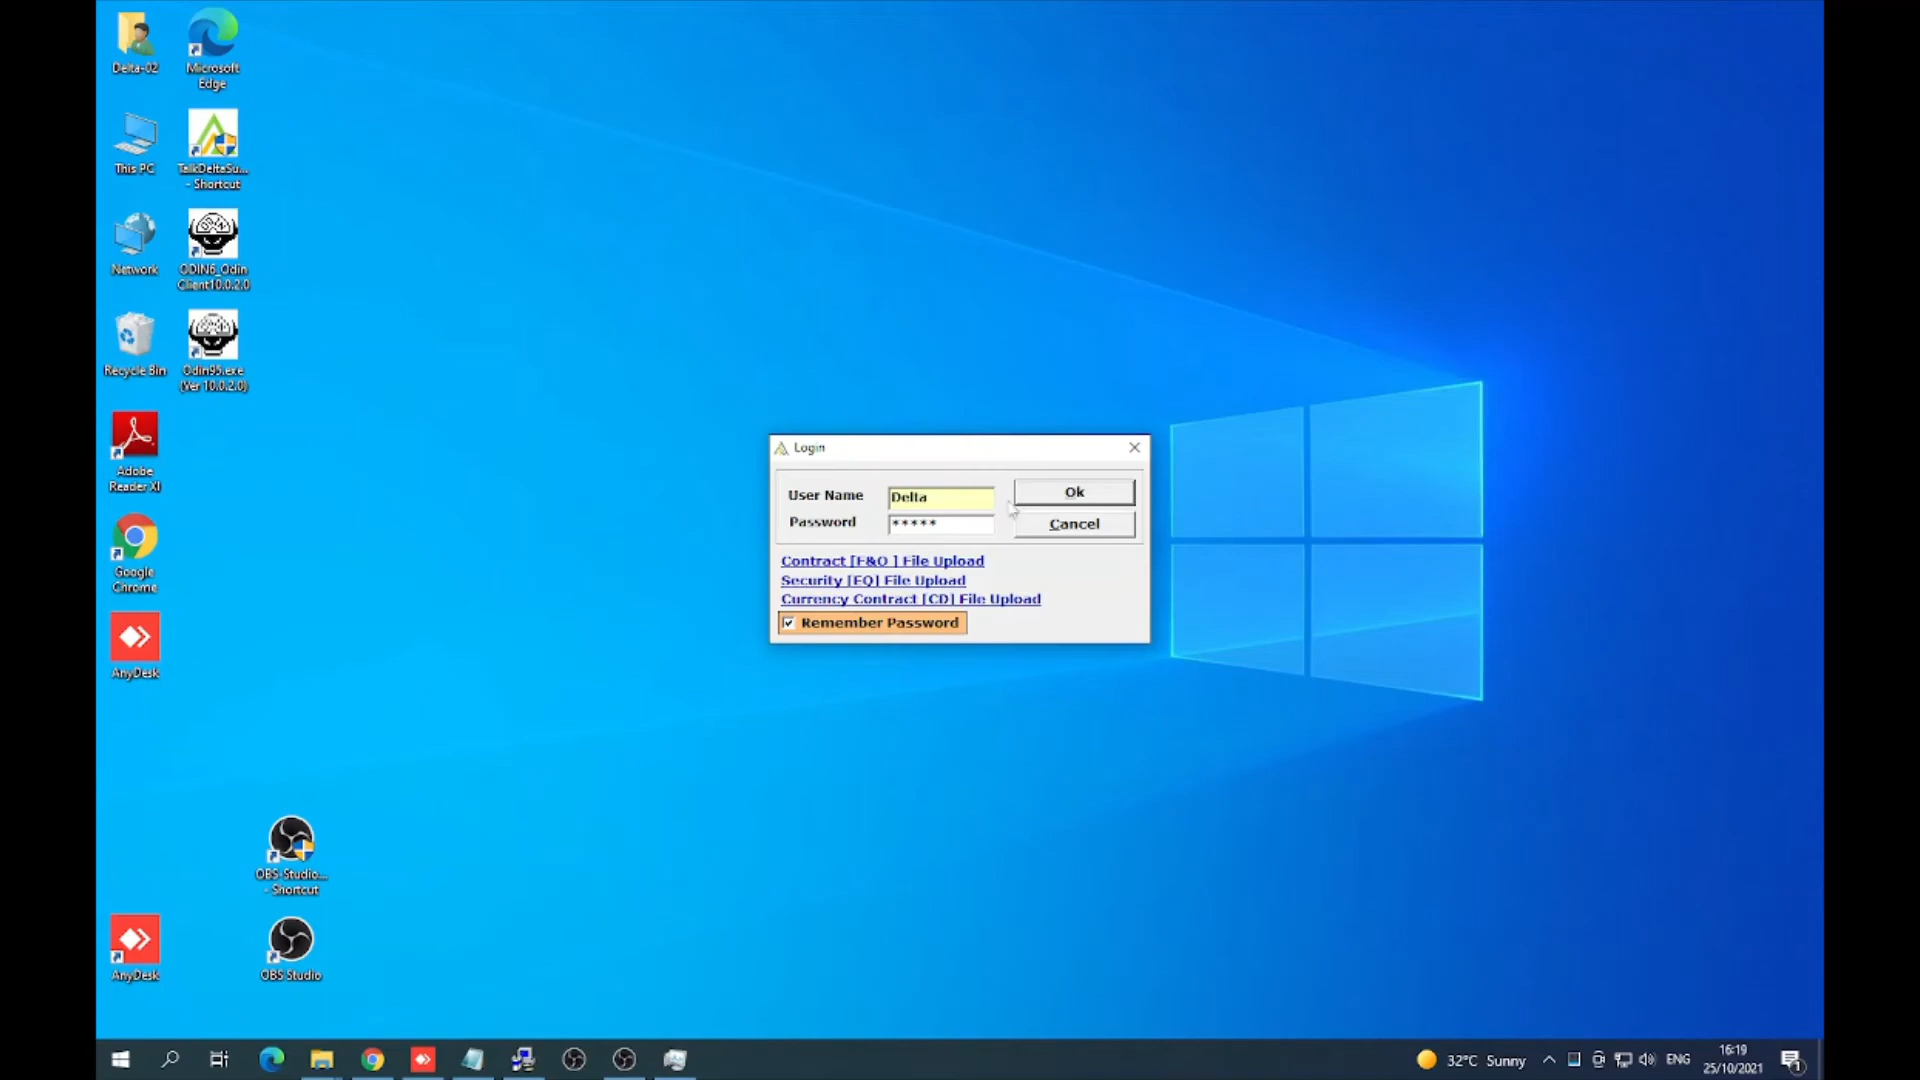 Delta-02
Microsoft
Edge
This PC
TalkDeltaSu...
- Shortcut
Network
ODIN6_Odin
Client10.0.2.0
Recycle Bin
Odin95.exe
(Ver 10.0.2.0)
Adobe
Reader XI
Google
Chrome
AnyDesk
OBS-Studio...
- Shortcut
AnyDesk
OBS Studio
Login
User Name
Delta
Ok
Password
*****
Cancel
Contract [F&O ] File Upload
Security [EQ] File Upload
Currency Contract [CD] File Upload
Remember Password
32°C Sunny
ENG
16:19
25/10/2021
1